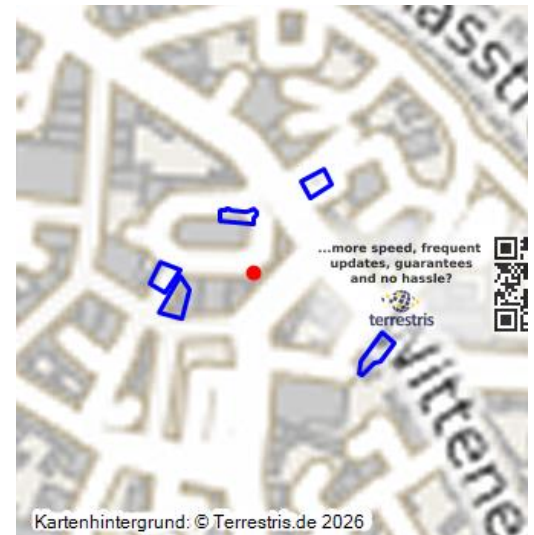 ...more speed, frequent
updates, guarantees
and no hassle?
terrestris
Kartenhintergrund: © Terrestris.de 2026